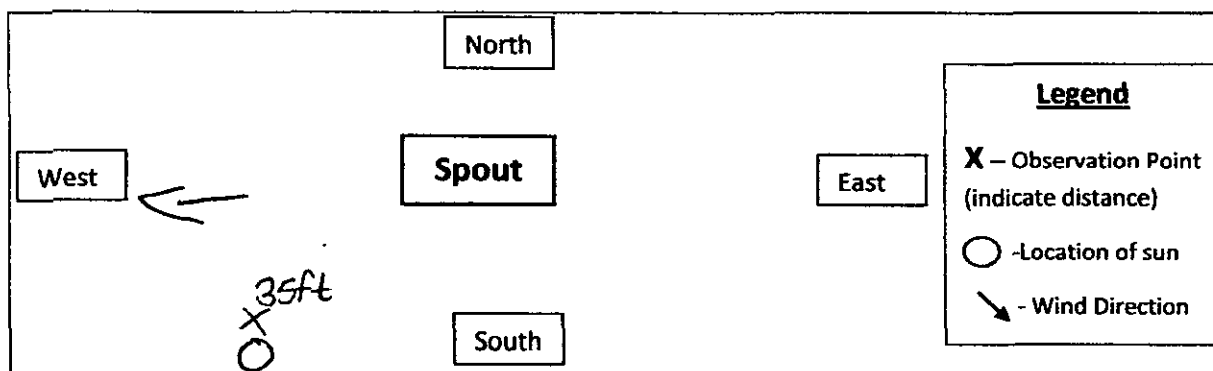 North
West
Spout
East
35ft
X
South
Legend
X – Observation Point
(indicate distance)
-Location of sun
- Wind Direction